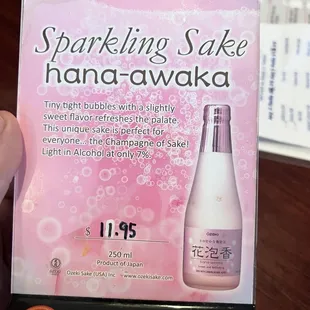 Sparkling Sake
hana-awaka
Tiny tight bubbles with a slightly
sweet flavor refreshes the palate.
This unique sake is perfect for
everyone... the Champagne of Sake!
Light in Alcohol at only 7%.
花泡香
$ 11.95
250 ml
Product of Japan
Ozeki Sake (USA) Inc. www.ozekisake.com